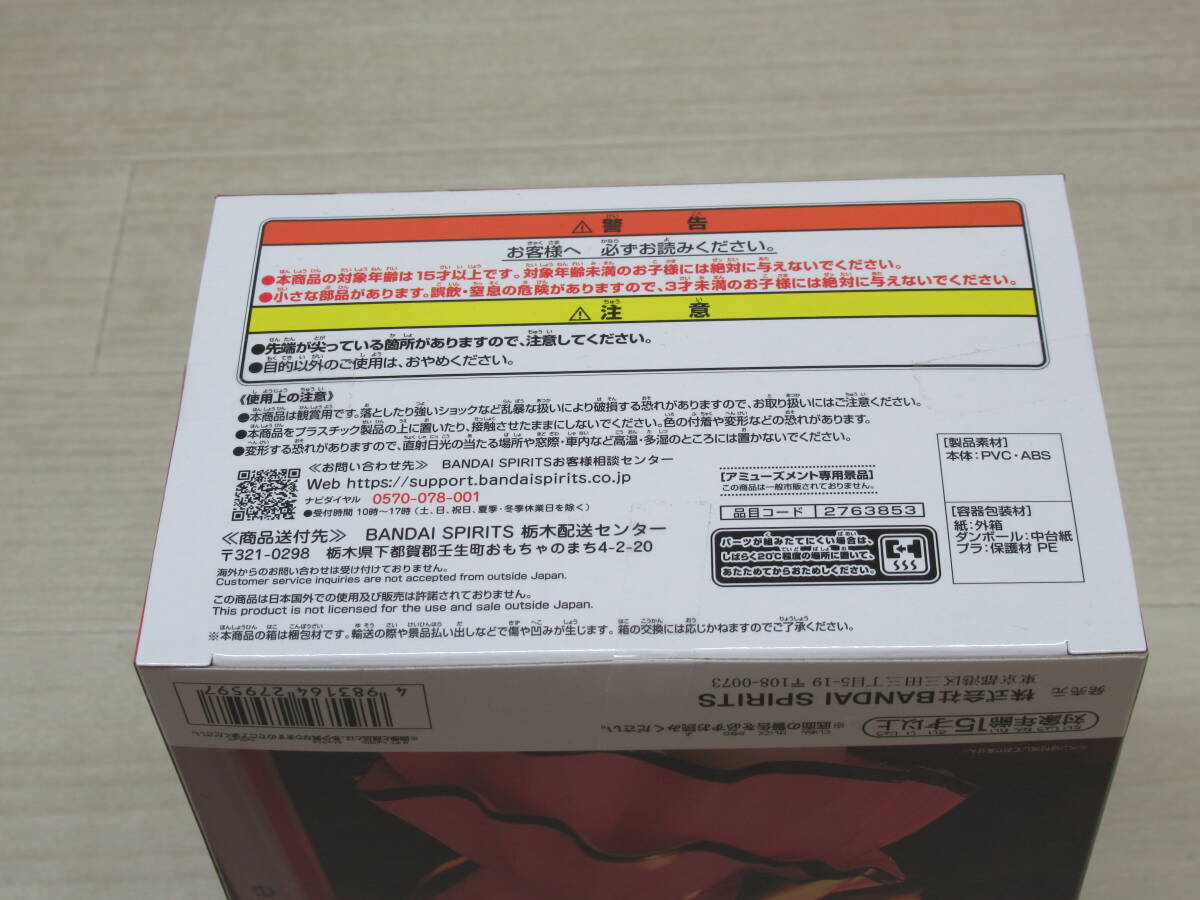 ⚠警告
お客様へ 必ずお読みください。
●本商品の対象年齢は15才以上です。対象年齢未満のお子様には絶対に与えないでください。
●小さな部品があります。誤飲・窒息の危険がありますので、3才未満のお子様には絶対に与えないでください。
⚠注意
●先端が尖っている箇所がありますので、注意してください。
●目的以外のご使用は、おやめください。
《使用上の注意》
●本商品は観賞用です。落としたり強いショックなど乱暴な扱いにより破損する恐れがありますので、お取り扱いにはご注意ください。
●本商品をプラスチック製品の上に置いたり、接触させたままにしないでください。色の付着や変形などの恐れがあります。
●変形する恐れがありますので、直射日光の当たる場所や窓際・車内など高温・多湿のところには置かないでください。
≪お問い合わせ先≫ BANDAI SPIRITSお客様相談センター
Web https://support.bandaispirits.co.jp
ナビダイヤル 0570-078-001
●受付時間 10時〜17時(土、日、祝日、夏季・冬季休業日を除く)
≪商品送付先≫ BANDAI SPIRITS 栃木配送センター
〒321-0298 栃木県下都賀郡壬生町おもちゃのまち4-2-20
海外からのお問い合わせは受け付けておりません。
Customer service inquiries are not accepted from outside Japan.
この商品は日本国外での使用及び販売は許諾されておりません。
This product is not licensed for the use and sale outside Japan.
※本商品の箱は梱包材です。輸送の際や景品払い出しなどで傷や凹みが生じます。箱の交換には応じかねますのでご了承ください。
[アミューズメント専用景品]
この商品は一般市販されておりません。
品目コード 2763853
パーツが組みたてにくい場合は、
しばらく20℃程度の場所に置いて、
あたためてからおためしください。
[製品素材]
本体:PVC・ABS
[容器包装材]
紙:外箱
ダンボール:中台紙
プラ:保護材 PE
対象年齢15才以上
※底面の警告を必ずお読みください。
発売元 株式会社BANDAI SPIRITS
東京都港区三田三丁目5-19 〒108-0073
4983164279597